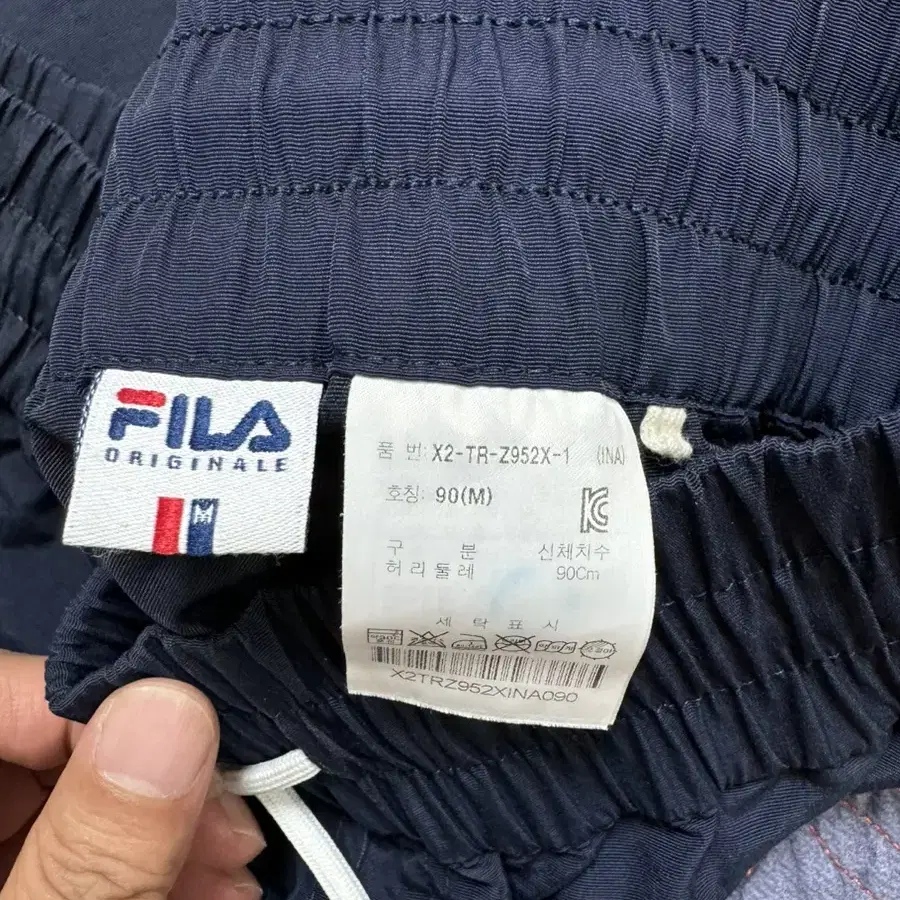 FILA
ORIGINALE
M
품 번: X2-TR-Z952X-1 (INA)
호칭: 90(M)
구 분 신체치수
허리둘레 90Cm
세탁표시
X2TRZ952XINA090